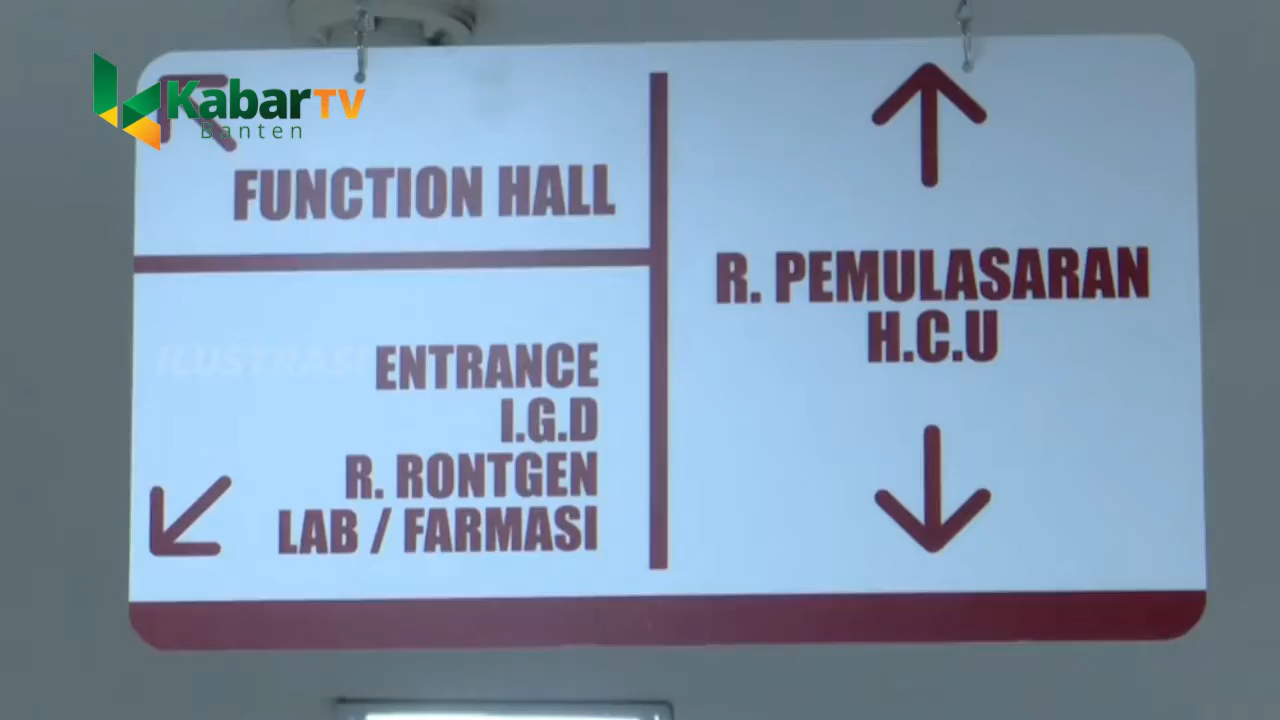 KabarTV
Banten
FUNCTION HALL
ILUSTRASI
ENTRANCE
I.G.D
R. RONTGEN
LAB / FARMASI
R. PEMULASARAN
H.C.U